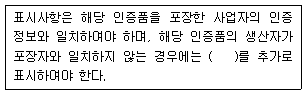 표시사항은 해당 인증품을 포장한 사업자의 인증
정보와 일치하여야 하며, 해당 인증품의 생산자가
포장자와 일치하지 않는 경우에는 (   )를 추가로
표시하여야 한다.